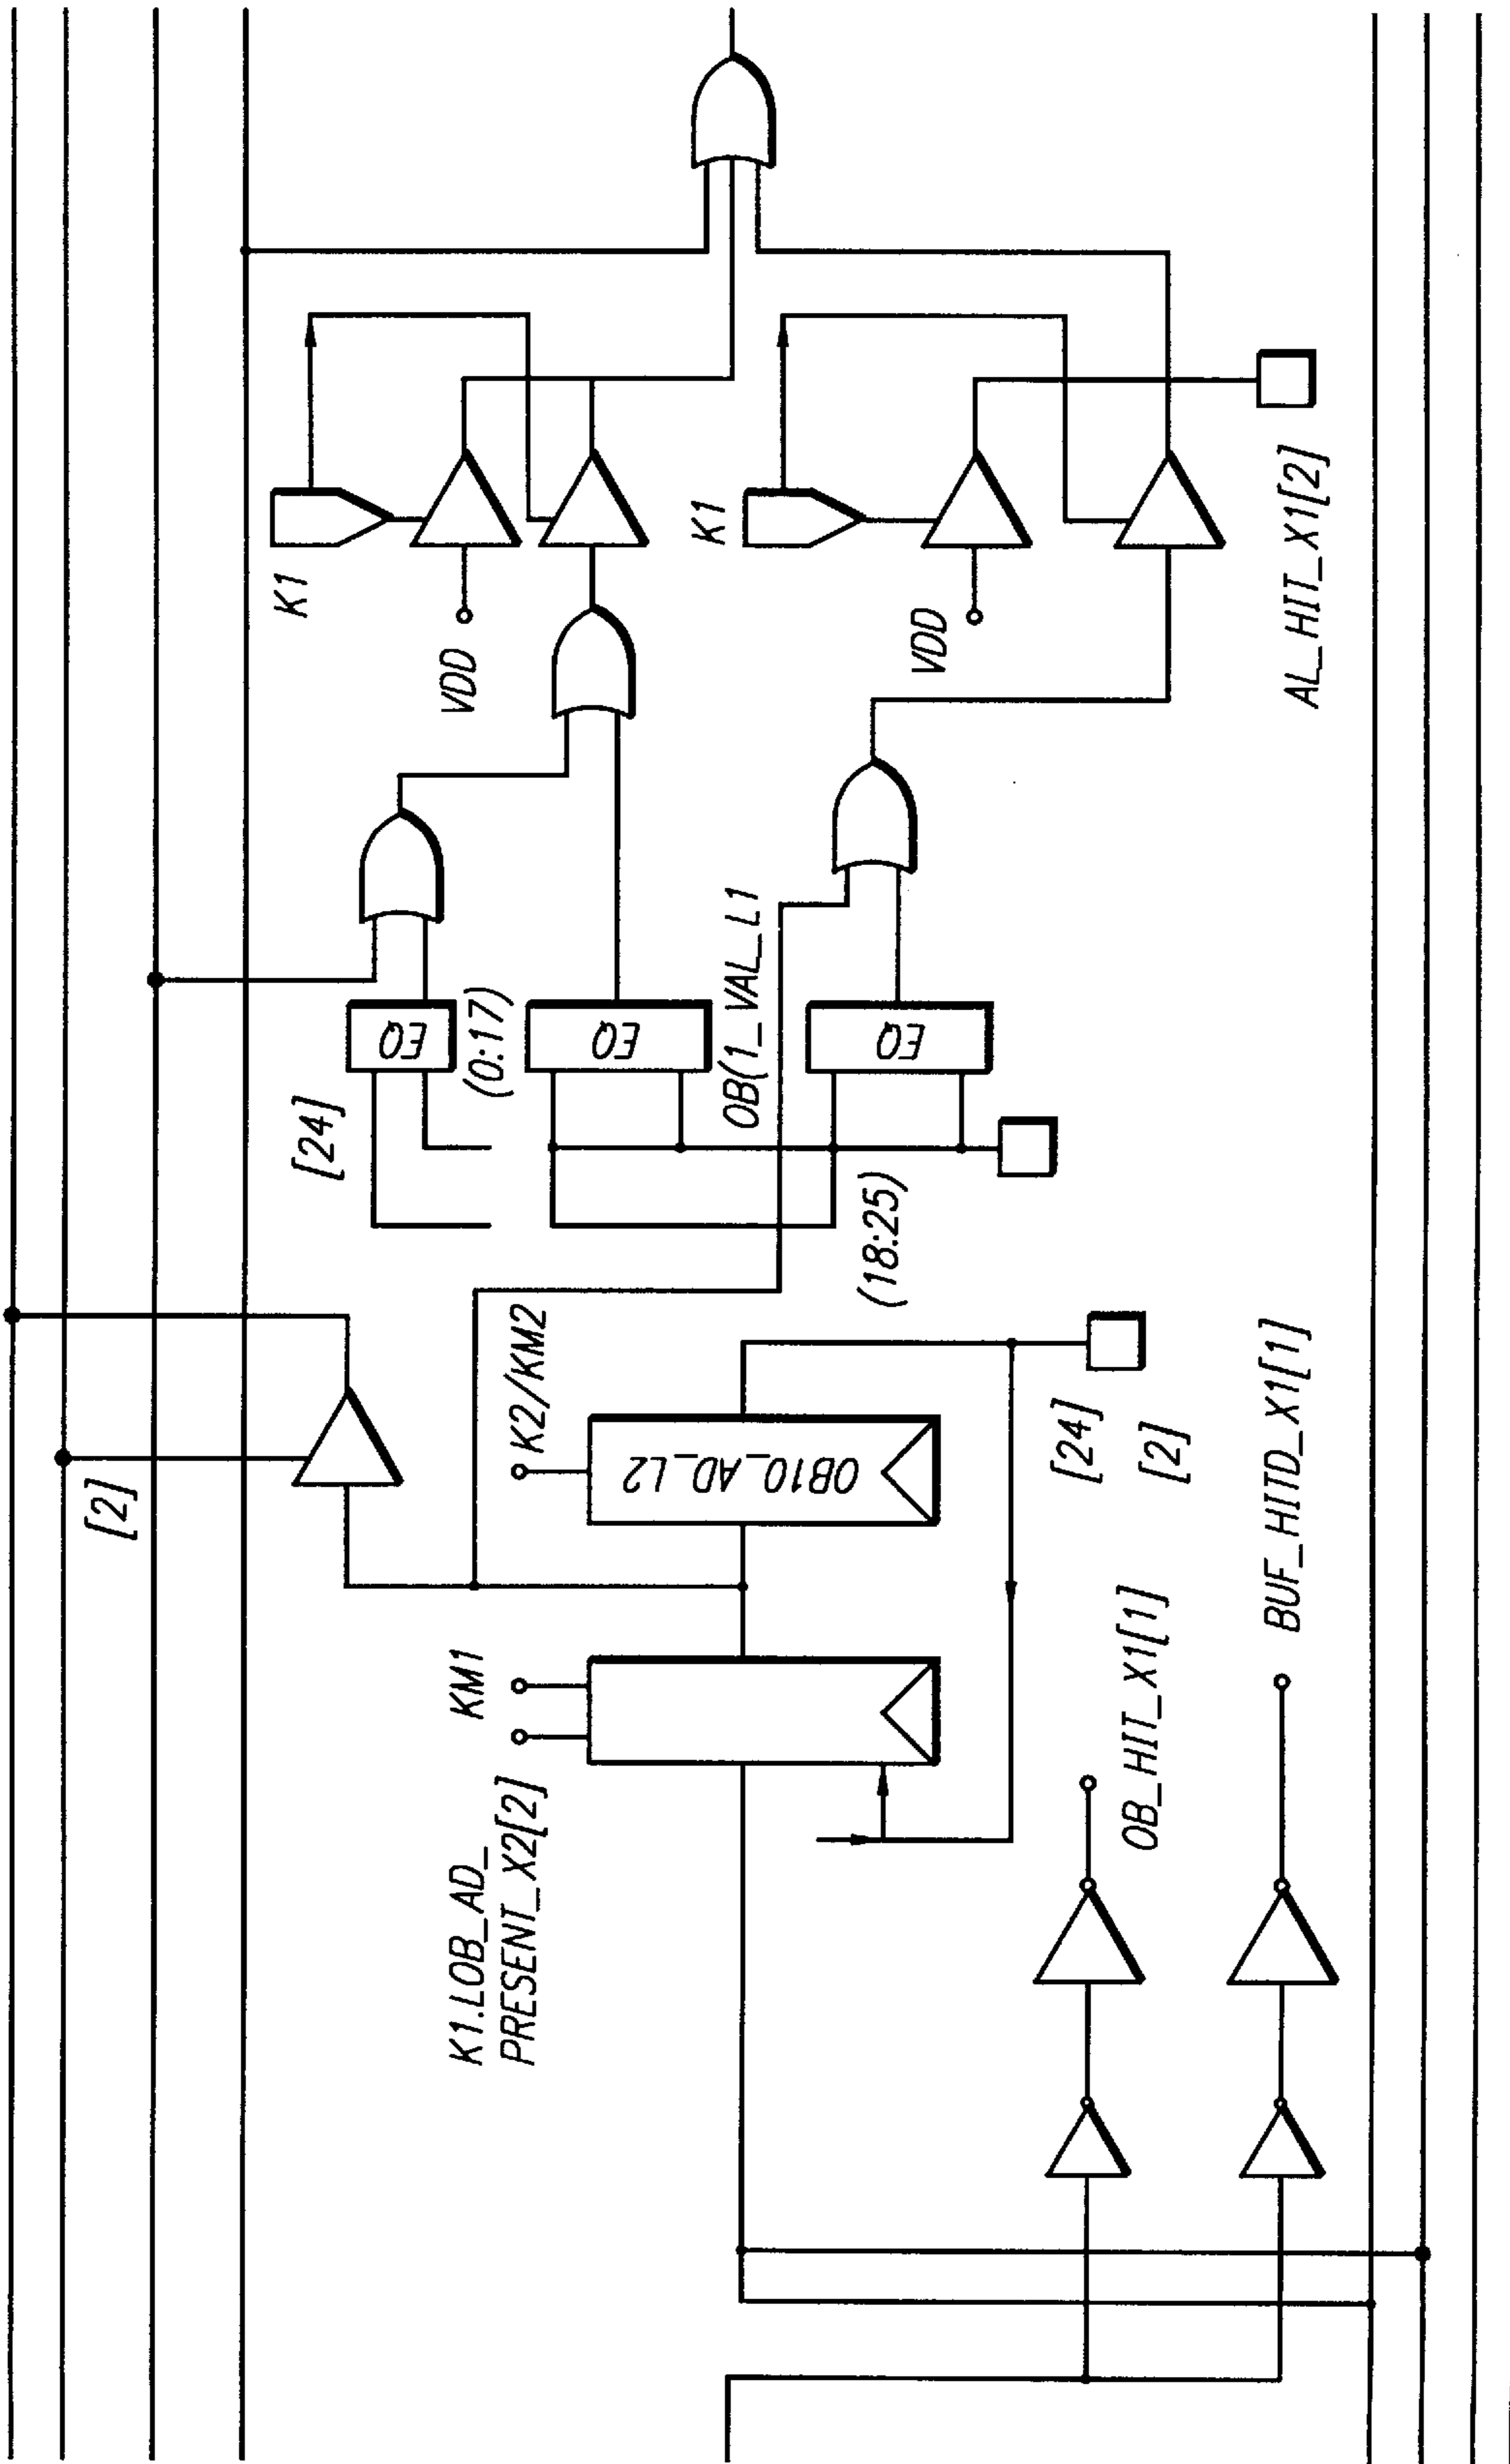 K1
VDD
K1
VDD
AL_HIT_X1[2]
[24]
EQ
(0:17)
EQ
OB(1_VAL_L1
EQ
(18:25)
[2]
K2/KM2
OB10_AD_L2
[24]
[2]
KM1
K1.LOB_AD_
PRESENT_X2[2]
OB_HIT_X1[1]
BUF_HITD_X1[1]